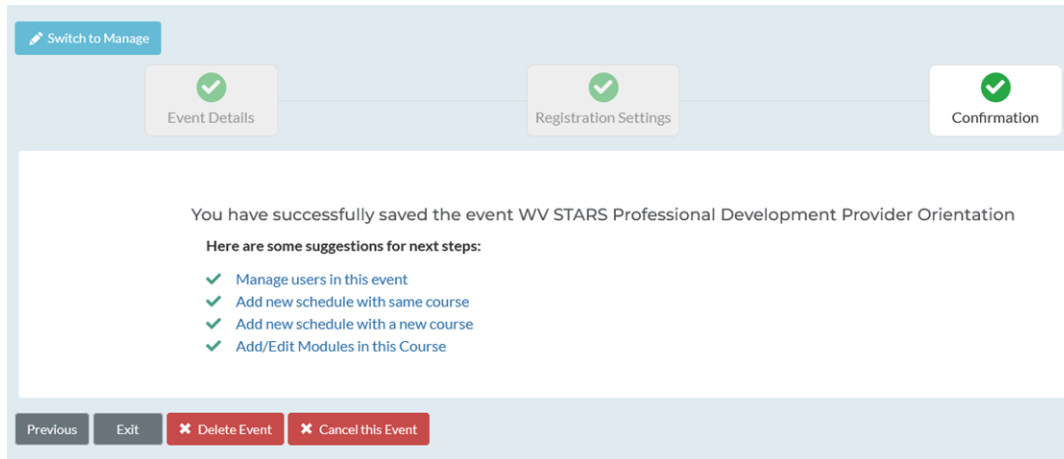 Switch to Manage
Event Details
Registration Settings
Confirmation
You have successfully saved the event WV STARS Professional Development Provider Orientation
Here are some suggestions for next steps:
Manage users in this event
Add new schedule with same course
Add new schedule with a new course
Add/Edit Modules in this Course
Previous
Exit
Delete Event
Cancel this Event